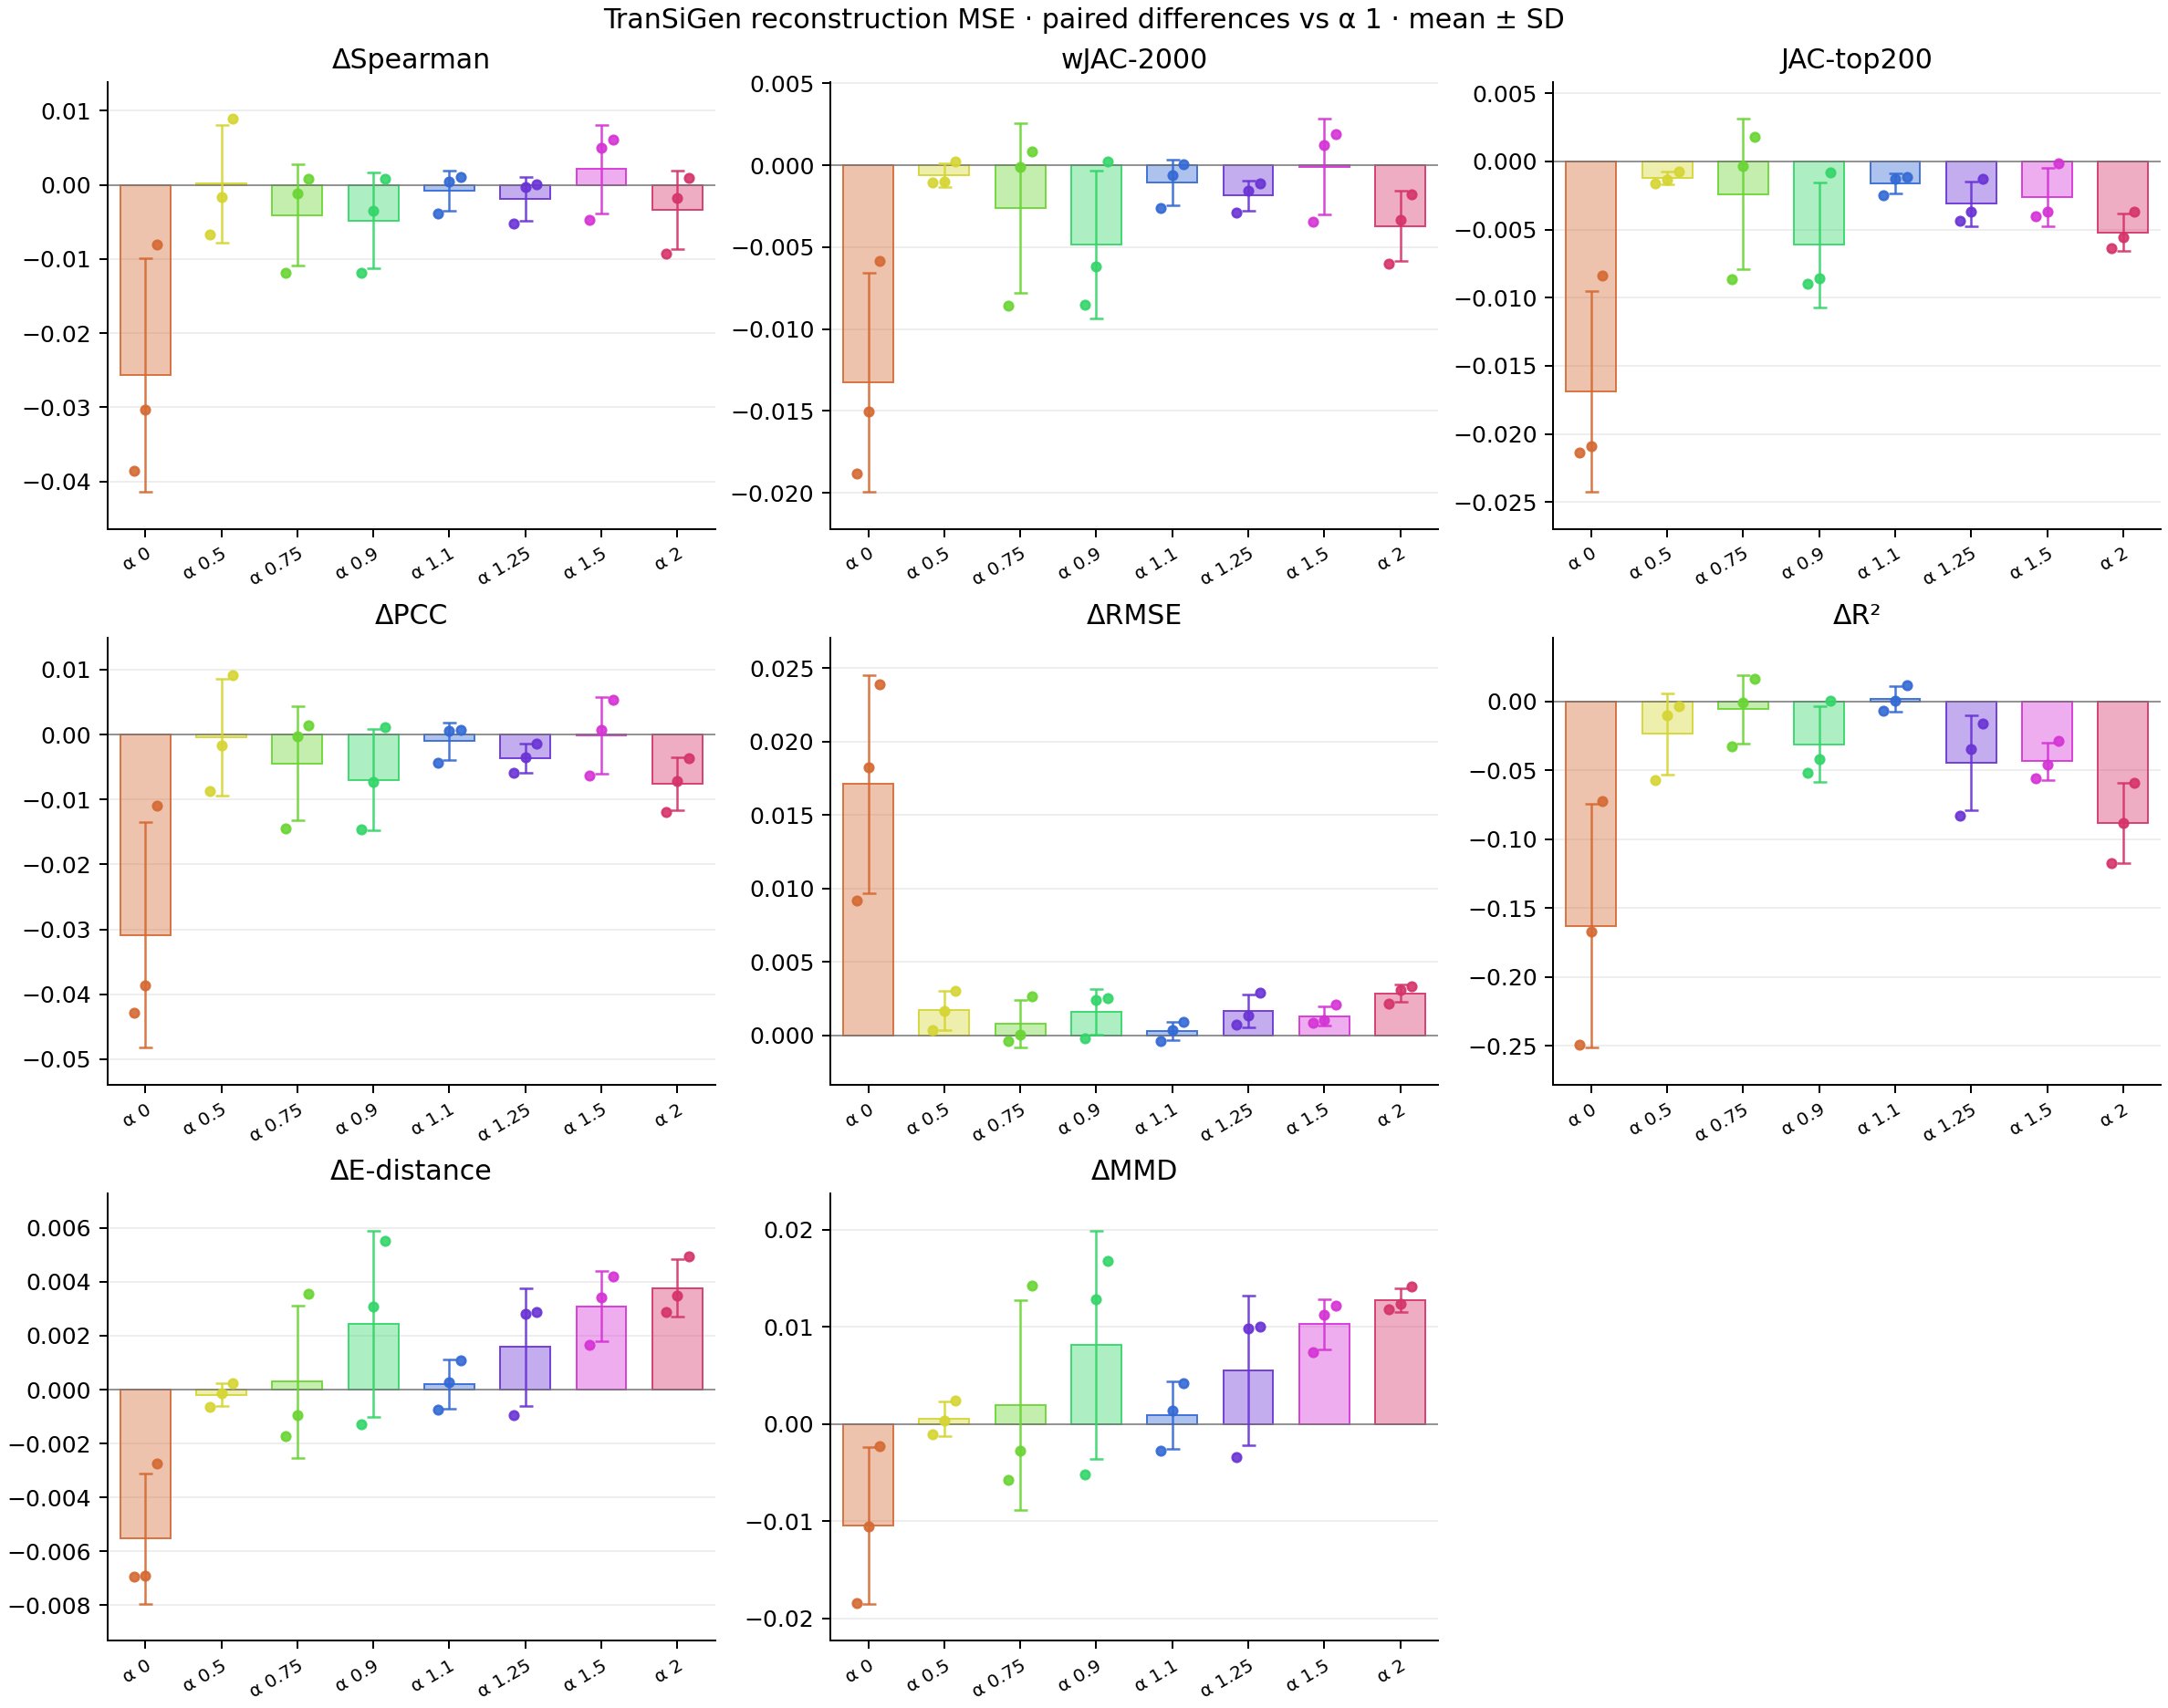 TranSiGen reconstruction MSE · paired differences vs α 1 · mean ± SD
ΔSpearman
0.01
0.00
−0.01
−0.02
−0.03
−0.04
α 0
α 0.5
α 0.75
α 0.9
α 1.1
α 1.25
α 1.5
α 2
wJAC-2000
0.005
0.000
−0.005
−0.010
−0.015
−0.020
α 0
α 0.5
α 0.75
α 0.9
α 1.1
α 1.25
α 1.5
α 2
JAC-top200
0.005
0.000
−0.005
−0.010
−0.015
−0.020
−0.025
α 0
α 0.5
α 0.75
α 0.9
α 1.1
α 1.25
α 1.5
α 2
ΔPCC
0.01
0.00
−0.01
−0.02
−0.03
−0.04
−0.05
α 0
α 0.5
α 0.75
α 0.9
α 1.1
α 1.25
α 1.5
α 2
ΔRMSE
0.025
0.020
0.015
0.010
0.005
0.000
α 0
α 0.5
α 0.75
α 0.9
α 1.1
α 1.25
α 1.5
α 2
ΔR²
0.00
−0.05
−0.10
−0.15
−0.20
−0.25
α 0
α 0.5
α 0.75
α 0.9
α 1.1
α 1.25
α 1.5
α 2
ΔE-distance
0.006
0.004
0.002
0.000
−0.002
−0.004
−0.006
−0.008
α 0
α 0.5
α 0.75
α 0.9
α 1.1
α 1.25
α 1.5
α 2
ΔMMD
0.02
0.01
0.00
−0.01
−0.02
α 0
α 0.5
α 0.75
α 0.9
α 1.1
α 1.25
α 1.5
α 2